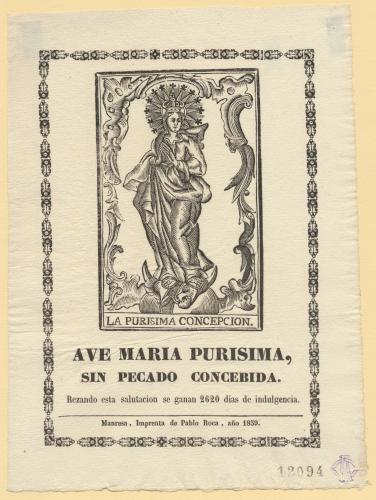 LA PURISIMA CONCEPCION.
AVE MARIA PURISIMA,
SIN PECADO CONCEBIDA.
Rezando esta salutacion se ganan 2620 dias de indulgencia.
Manresa, Imprenta de Pablo Roca, año 1859.
12094